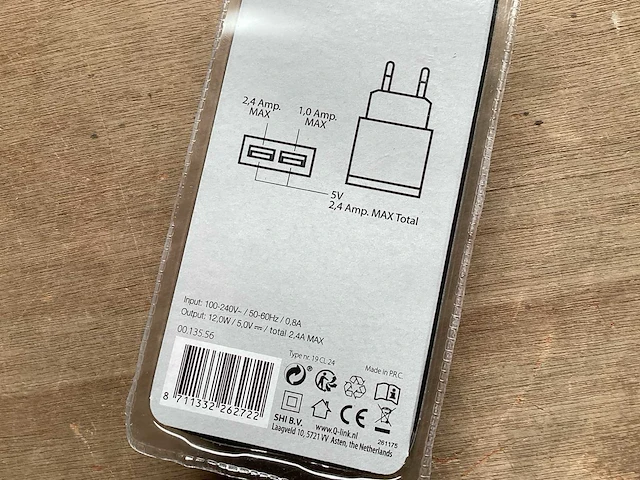 2,4 Amp.
MAX
1,0 Amp.
MAX
5V
2,4 Amp. MAX Total
Input: 100-240V~ / 50-60Hz / 0,8A
Output: 12,0W / 5,0V⎓ / total 2,4A MAX
00.135.56
Type nr. 19 CL 24
Made in PRC
8 711332 262722
CE
SHI B.V. www.Q-link.nl
Laagveld 10, 5721 VV Asten, the Netherlands
261175